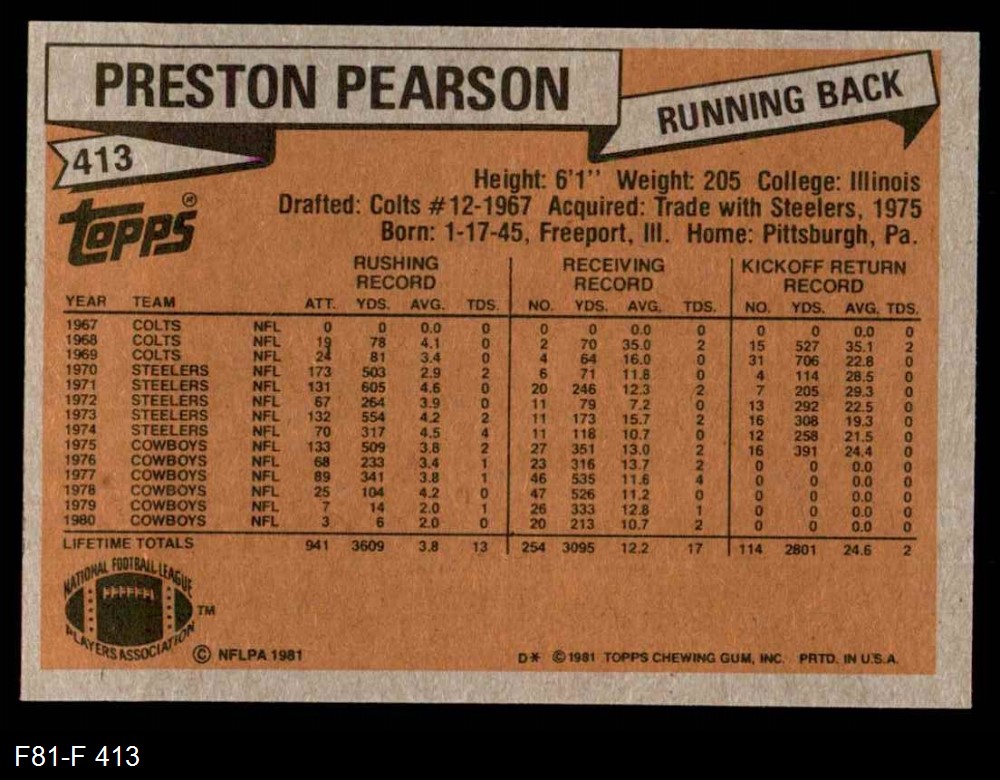 PRESTON PEARSON
RUNNING BACK
413
Topps®
Height: 6'1'' Weight: 205 College: Illinois
Drafted: Colts #12-1967 Acquired: Trade with Steelers, 1975
Born: 1-17-45, Freeport, Ill. Home: Pittsburgh, Pa.
RUSHING RECORD RECEIVING RECORD KICKOFF RETURN RECORD
YEAR TEAM ATT. YDS. AVG. TDS. NO. YDS. AVG. TDS. NO. YDS. AVG. TDS.
1967 COLTS NFL 0 0 0.0 0 0 0 0.0 0 0 0 0.0 0
1968 COLTS NFL 19 78 4.1 0 2 70 35.0 2 15 527 35.1 2
1969 COLTS NFL 24 81 3.4 0 4 64 16.0 0 31 706 22.8 0
1970 STEELERS NFL 173 503 2.9 2 6 71 11.8 0 4 114 28.5 0
1971 STEELERS NFL 131 605 4.6 0 20 246 12.3 2 7 205 29.3 0
1972 STEELERS NFL 67 264 3.9 0 11 79 7.2 0 13 292 22.5 0
1973 STEELERS NFL 132 554 4.2 2 11 173 15.7 2 16 308 19.3 0
1974 STEELERS NFL 70 317 4.5 4 11 118 10.7 0 12 258 21.5 0
1975 COWBOYS NFL 133 509 3.8 2 27 351 13.0 2 16 391 24.4 0
1976 COWBOYS NFL 68 233 3.4 1 23 316 13.7 2 0 0 0.0 0
1977 COWBOYS NFL 89 341 3.8 1 46 535 11.6 4 0 0 0.0 0
1978 COWBOYS NFL 25 104 4.2 0 47 526 11.2 0 0 0 0.0 0
1979 COWBOYS NFL 7 14 2.0 1 26 333 12.8 1 0 0 0.0 0
1980 COWBOYS NFL 3 6 2.0 0 20 213 10.7 2 0 0 0.0 0
LIFETIME TOTALS 941 3609 3.8 13 254 3095 12.2 17 114 2801 24.6 2
NATIONAL FOOTBALL LEAGUE
PLAYERS ASSOCIATION TM
© NFLPA 1981
D* © 1981 TOPPS CHEWING GUM, INC. PRTD. IN U.S.A.
F81-F 413